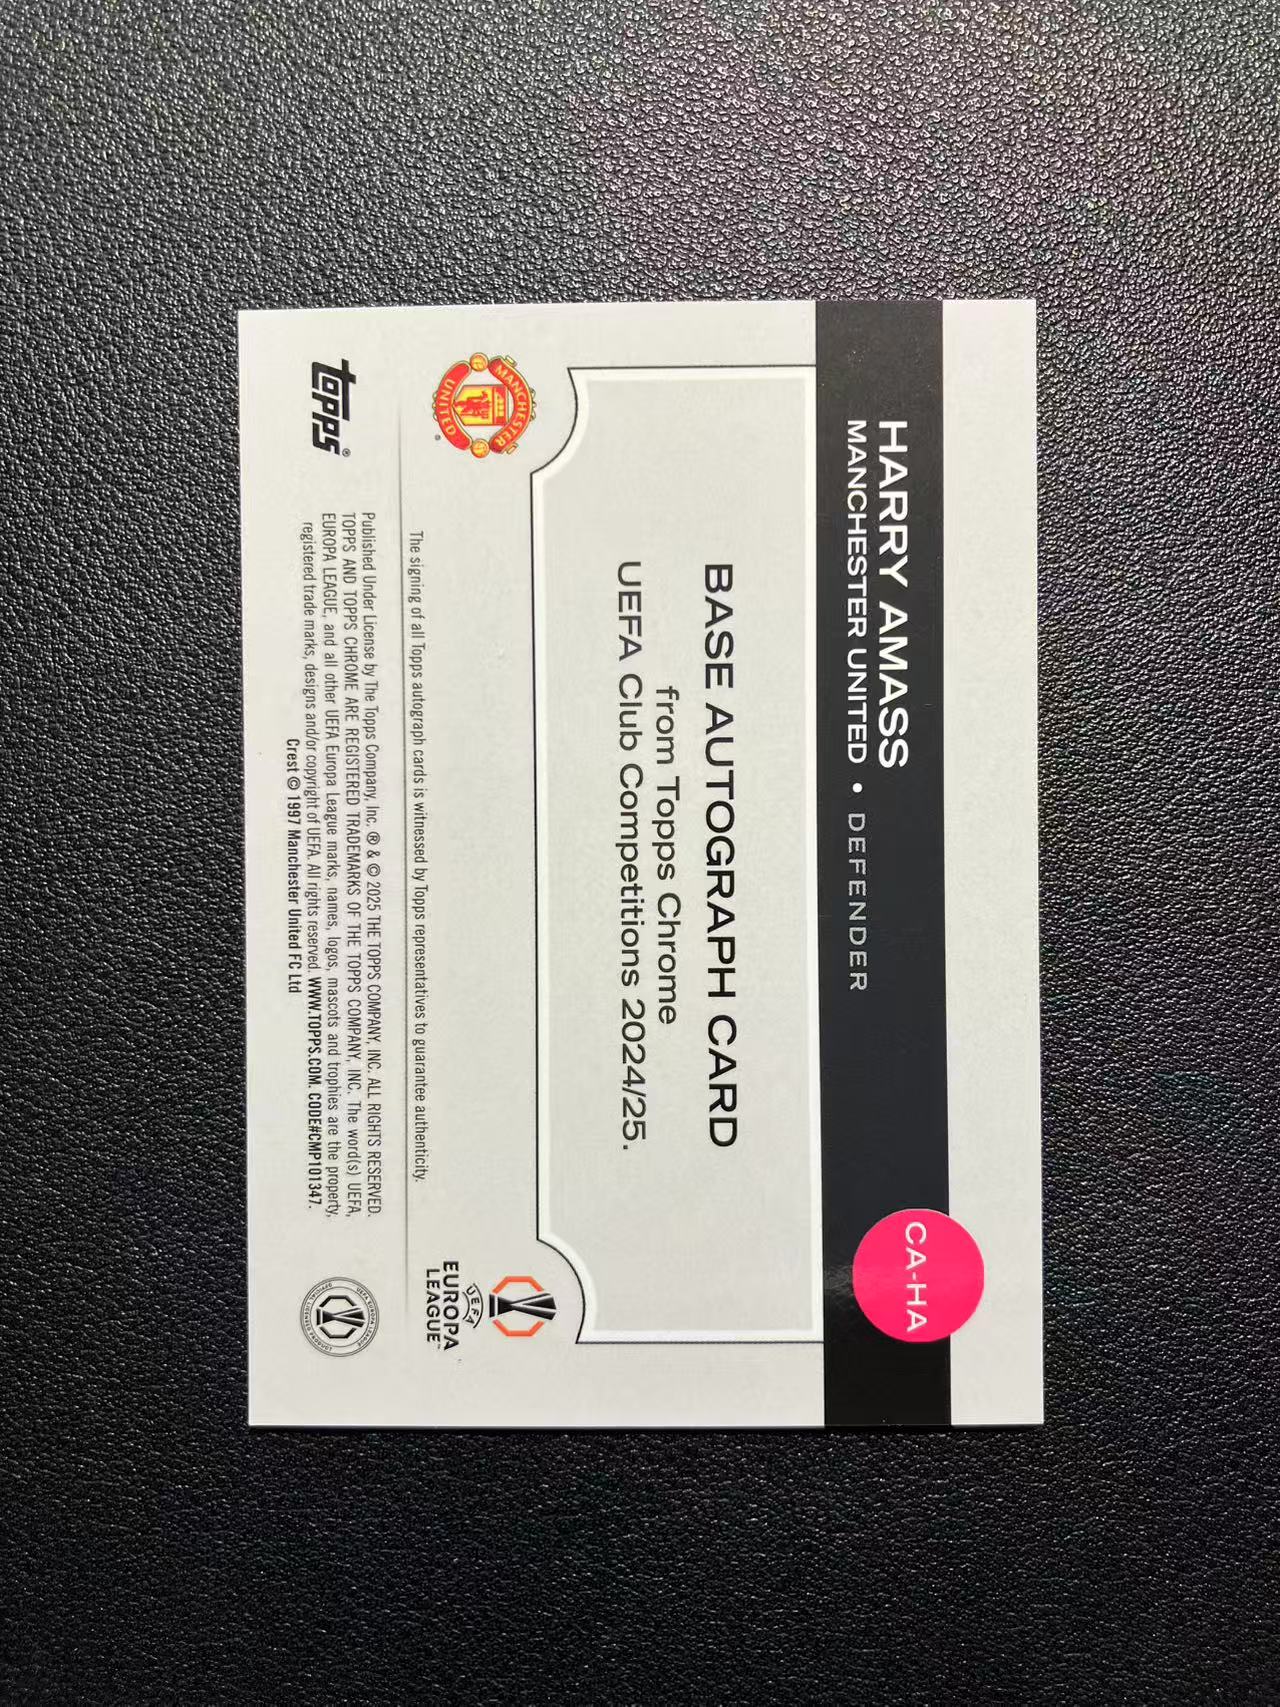 HARRY AMASS
MANCHESTER UNITED • DEFENDER
CA-HA
BASE AUTOGRAPH CARD
from Topps Chrome
UEFA Club Competitions 2024/25.
MANCHESTER
UNITED
®
UEFA
EUROPA
LEAGUE™
The signing of all Topps autograph cards is witnessed by Topps representatives to guarantee authenticity.
topps®
Published Under License by The Topps Company, Inc. ® & © 2025 THE TOPPS COMPANY, INC. ALL RIGHTS RESERVED.
TOPPS AND TOPPS CHROME ARE REGISTERED TRADEMARKS OF THE TOPPS COMPANY, INC. The word(s) UEFA,
EUROPA LEAGUE, and all other UEFA Europa League marks, names, logos, mascots and trophies are the property,
registered trade marks, designs and/or copyright of UEFA. All rights reserved. WWW.TOPPS.COM. CODE#CMP101347.
Crest © 1997 Manchester United FC Ltd
UEFA EUROPA LEAGUE
OFFICIAL LICENSED